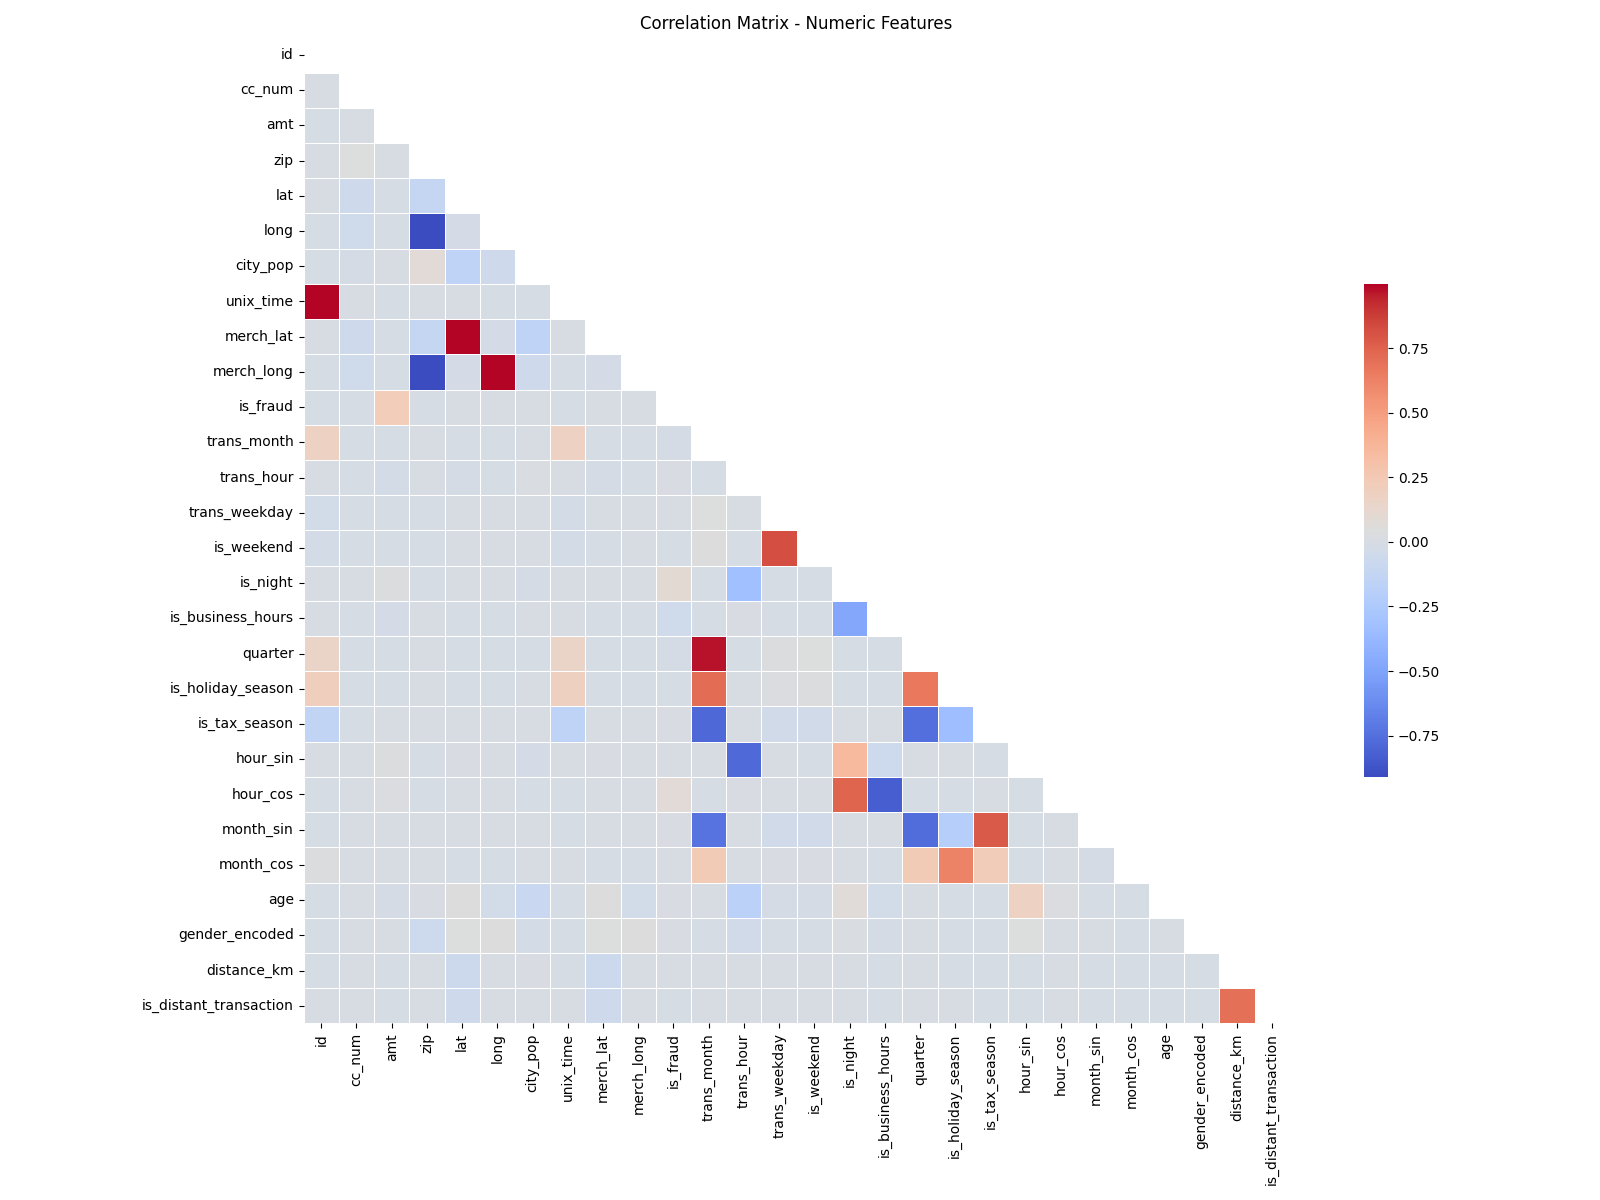 Correlation Matrix - Numeric Features
id
cc_num
amt
zip
lat
long
city_pop
unix_time
merch_lat
merch_long
is_fraud
trans_month
trans_hour
trans_weekday
is_weekend
is_night
is_business_hours
quarter
is_holiday_season
is_tax_season
hour_sin
hour_cos
month_sin
month_cos
age
gender_encoded
distance_km
is_distant_transaction
id
cc_num
amt
zip
lat
long
city_pop
unix_time
merch_lat
merch_long
is_fraud
trans_month
trans_hour
trans_weekday
is_weekend
is_night
is_business_hours
quarter
is_holiday_season
is_tax_season
hour_sin
hour_cos
month_sin
month_cos
age
gender_encoded
distance_km
is_distant_transaction
0.75
0.50
0.25
0.00
−0.25
−0.50
−0.75